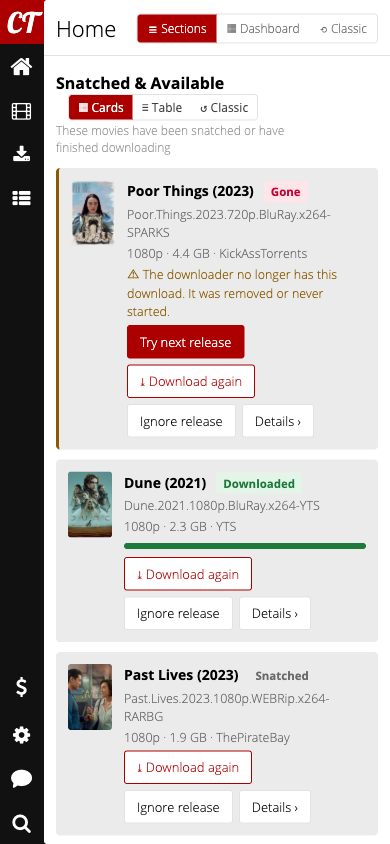 CT
Home
Sections
Dashboard
Classic
Snatched & Available
Cards
Table
Classic
These movies have been snatched or have
finished downloading
Poor Things (2023) Gone
Poor.Things.2023.720p.BluRay.x264-
SPARKS
1080p · 4.4 GB · KickAssTorrents
⚠ The downloader no longer has this
download. It was removed or never
started.
Try next release
⤓ Download again
Ignore release
Details ›
Dune (2021) Downloaded
Dune.2021.1080p.BluRay.x264-YTS
1080p · 2.3 GB · YTS
⤓ Download again
Ignore release
Details ›
Past Lives (2023) Snatched
Past.Lives.2023.1080p.WEBRip.x264-
RARBG
1080p · 1.9 GB · ThePirateBay
⤓ Download again
Ignore release
Details ›